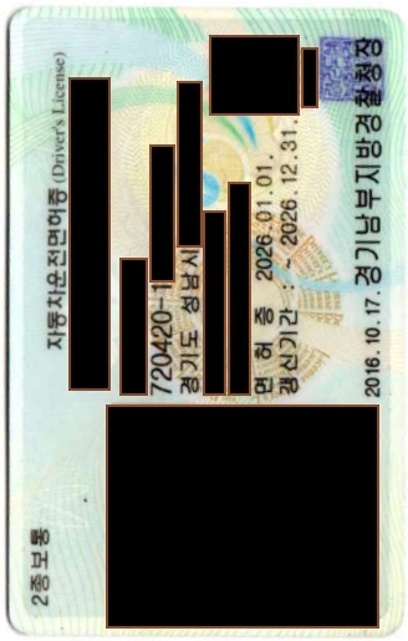 2종보통
자동차운전면허증 (Driver's License)
720420-1
경기도 성남시
면 허 증 2026.01.01.
갱신기간 : ~ 2026.12.31.
2016.10.17. 경기남부지방경찰청장